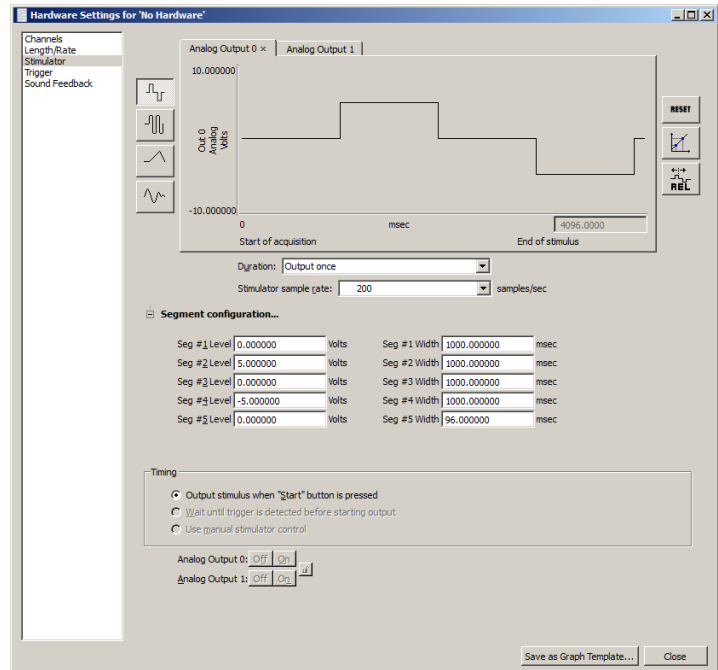 Hardware Settings for 'No Hardware'
Channels
Length/Rate
Stimulator
Trigger
Sound Feedback
Analog Output 0 ×
Analog Output 1
10.000000
Out 0
Analog
Volts
-10.000000
0
msec
4096.0000
Start of acquisition
End of stimulus
RESET
REL
Duration: Output once
Stimulator sample rate: 200 samples/sec
Segment configuration...
Seg #1 Level 0.000000 Volts Seg #1 Width 1000.000000 msec
Seg #2 Level 5.000000 Volts Seg #2 Width 1000.000000 msec
Seg #3 Level 0.000000 Volts Seg #3 Width 1000.000000 msec
Seg #4 Level -5.000000 Volts Seg #4 Width 1000.000000 msec
Seg #5 Level 0.000000 Volts Seg #5 Width 96.000000 msec
Timing
Output stimulus when "Start" button is pressed
Wait until trigger is detected before starting output
Use manual stimulator control
Analog Output 0: Off On
Analog Output 1: Off On
Save as Graph Template...
Close